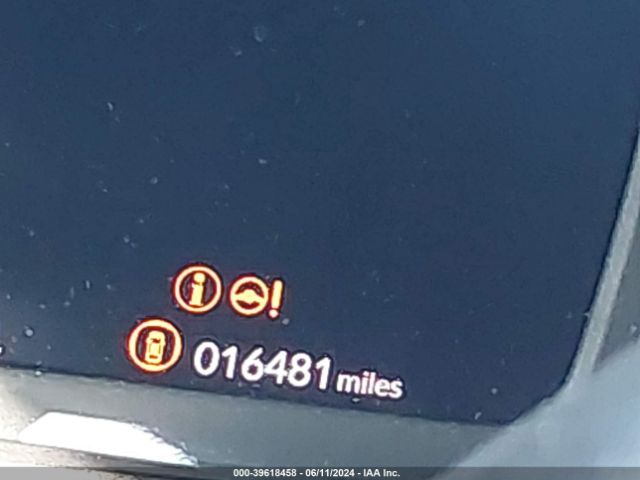 i !
016481 miles
000-39618458 - 06/11/2024 - IAA Inc.